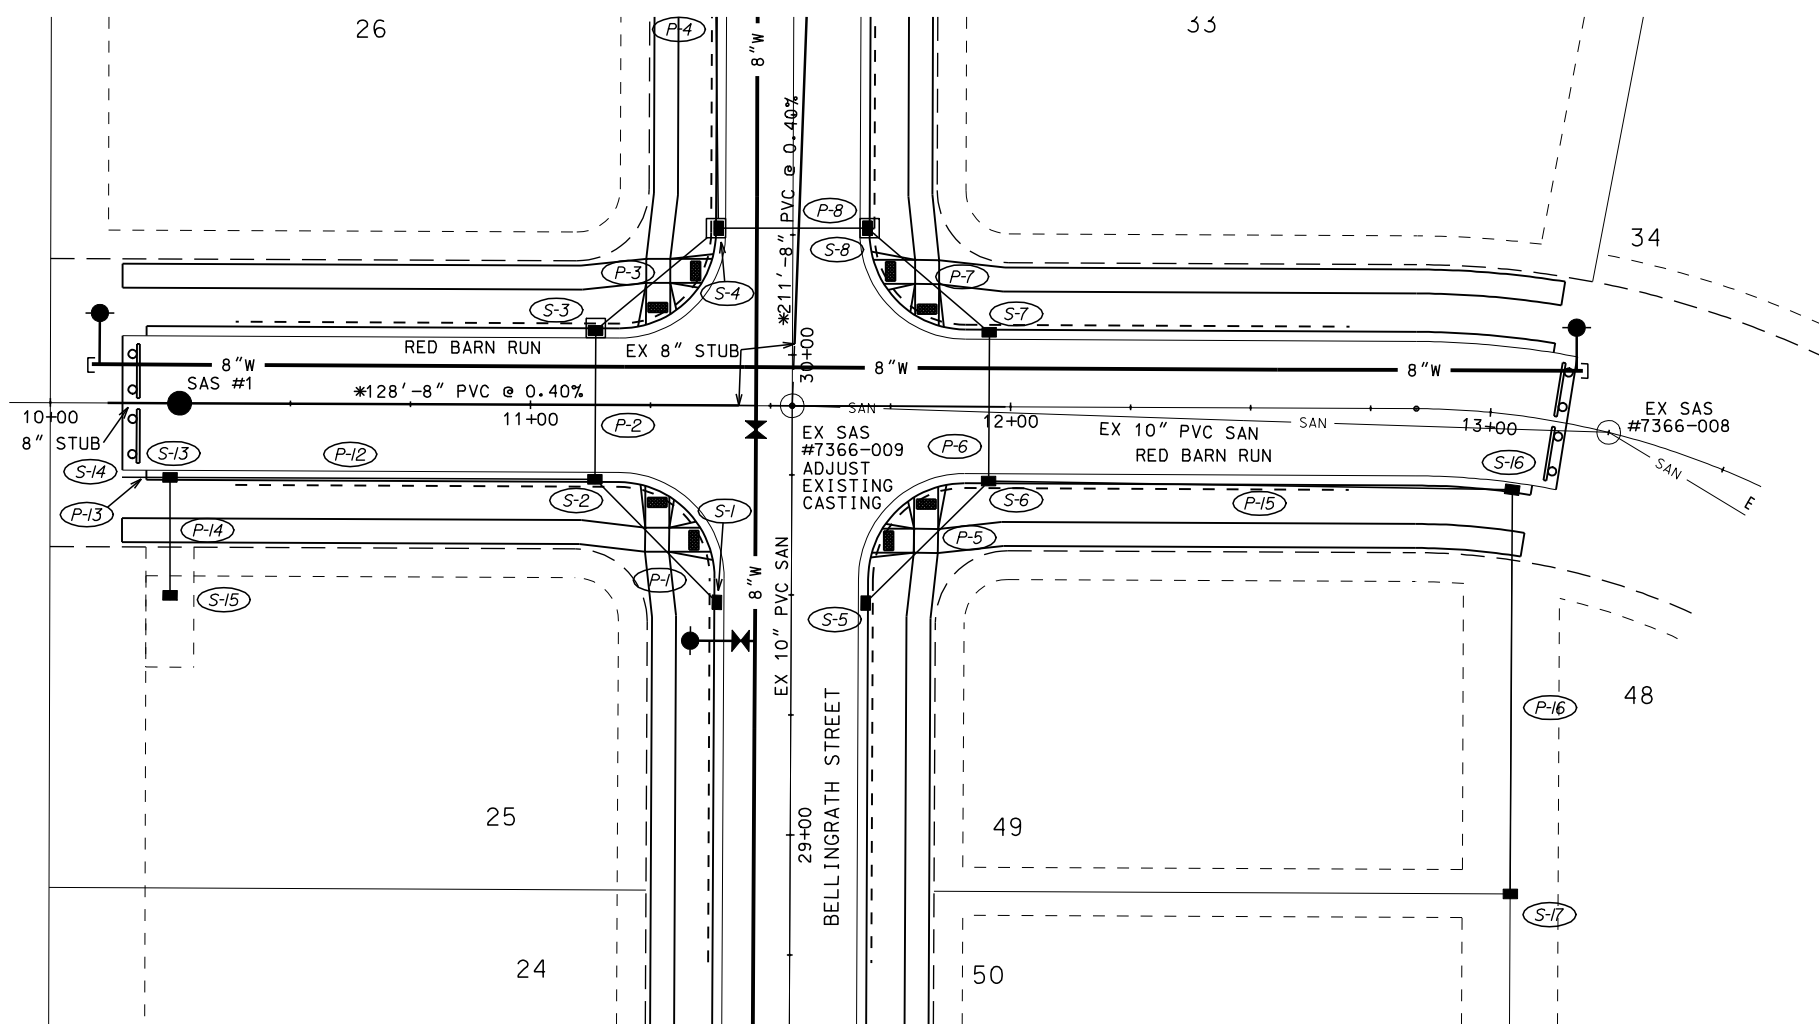 26
P-4
8"W
33
*211'-8" PVC @ 0.40%
P-8
S-8
34
P-3
S-4
P-7
S-3
S-7
RED BARN RUN
EX 8" STUB
30+00
8"W
8"W
8"W
SAS #1
*128'-8" PVC @ 0.40%
10+00
11+00
SAN
12+00
SAN
13+00
EX SAS
#7366-008
8" STUB
P-2
EX SAS
#7366-009
ADJUST
EXISTING
CASTING
P-6
EX 10" PVC SAN
RED BARN RUN
S-13
P-12
S-14
S-16
SAN
E
P-13
P-14
S-2
S-1
S-6
P-15
P-5
P-1
8"W
EX 10" PVC SAN
S-15
S-5
48
P-16
BELLINGRATH STREET
29+00
25
49
S-17
24
50